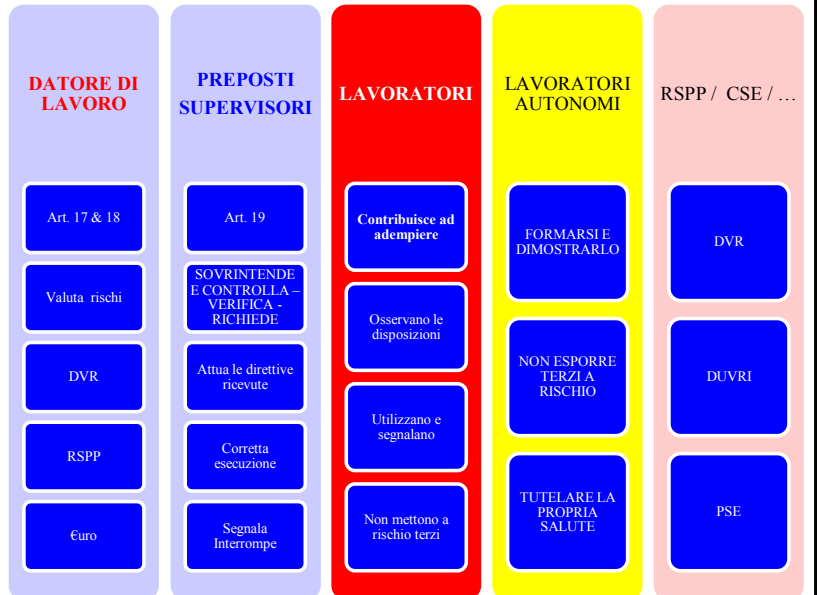 DATORE DI
LAVORO
Art. 17 & 18
Valuta rischi
DVR
RSPP
€uro
PREPOSTI
SUPERVISORI
Art. 19
SOVRINTENDE
E CONTROLLA –
VERIFICA -
RICHIEDE
Attua le direttive
ricevute
Corretta
esecuzione
Segnala
Interrompe
LAVORATORI
Contribuisce ad
adempiere
Osservano le
disposizioni
Utilizzano e
segnalano
Non mettono a
rischio terzi
LAVORATORI
AUTONOMI
FORMARSI E
DIMOSTRARLO
NON ESPORRE
TERZI A
RISCHIO
TUTELARE LA
PROPRIA
SALUTE
RSPP / CSE / …
DVR
DUVRI
PSE